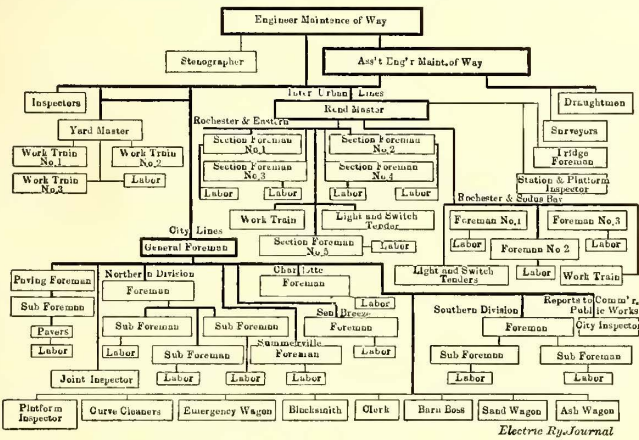 Engineer Maintence of Way
Stenographer
Ass't Eng'r Maint. of Way
Inter Urban Lines
Inspectors
Road Master
Draughtman
Rochester & Eastern
Yard Master
Surveyors
Section Foreman No.1
Section Foreman No.2
Work Train No.1
Work Train No.2
Bridge Foreman
Section Foreman No.3
Section Foreman No.4
Work Train No.3
Labor
Station & Platform Inspector
Labor
Labor
Labor
Labor
Rochester & Sodus Bay
Work Train
Light and Switch Tender
Foreman No.1
Foreman No.3
City Lines
Section Foreman No.5
Labor
Labor
Foreman No 2
Labor
General Foreman
Light and Switch Tenders
Labor
Work Train
Paving Foreman
Northern Division
Foreman
Charlotte
Foreman
Labor
Reports to Comm'r. Public Works
Sub Foreman
Sea Breeze
Southern Division
Pavers
Sub Foreman
Sub Foreman
Foreman
Foreman
City Inspector
Labor
Labor
Sub Foreman
Summerville
Foreman
Labor
Sub Foreman
Sub Foreman
Joint Inspector
Labor
Labor
Labor
Labor
Labor
Platform Inspector
Curve Cleaners
Emergency Wagon
Blacksmith
Clerk
Barn Boss
Sand Wagon
Ash Wagon
Electric Ry. Journal